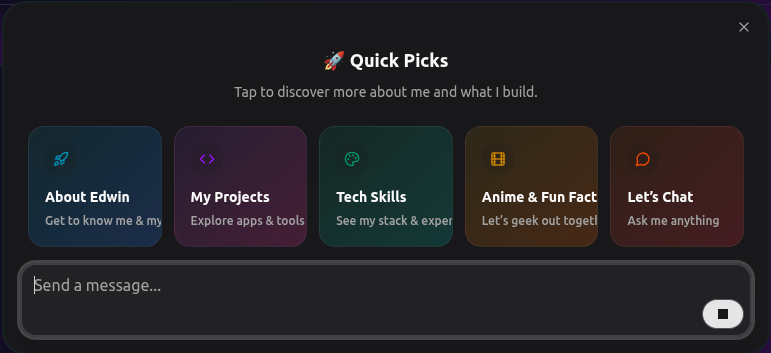 🚀 Quick Picks
Tap to discover more about me and what I build.
About Edwin
Get to know me & my
My Projects
Explore apps & tools
Tech Skills
See my stack & exper
Anime & Fun Fact
Let's geek out togeth
Let's Chat
Ask me anything
Send a message...